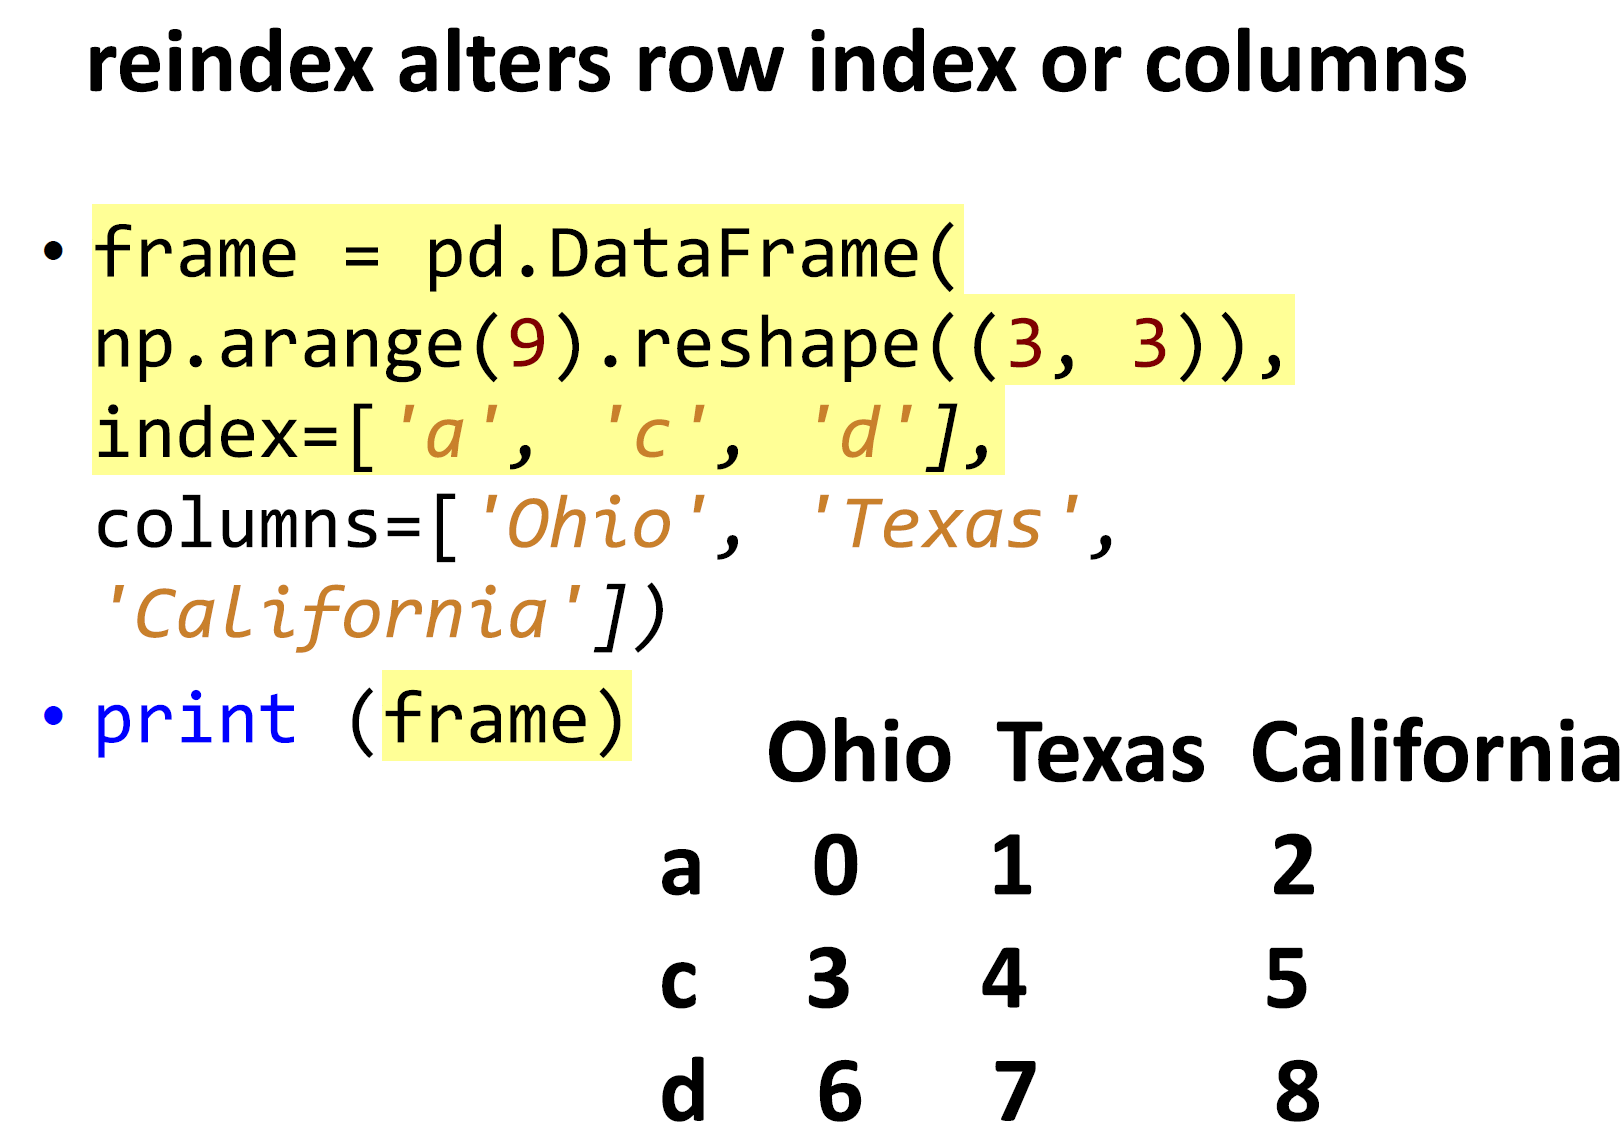 reindex alters row index or columns
• frame = pd.DataFrame(
np.arange(9).reshape((3, 3)),
index=['a', 'c', 'd'],
columns=['Ohio', 'Texas',
'California'])
• print (frame)
Ohio Texas California
a 0 1 2
c 3 4 5
d 6 7 8